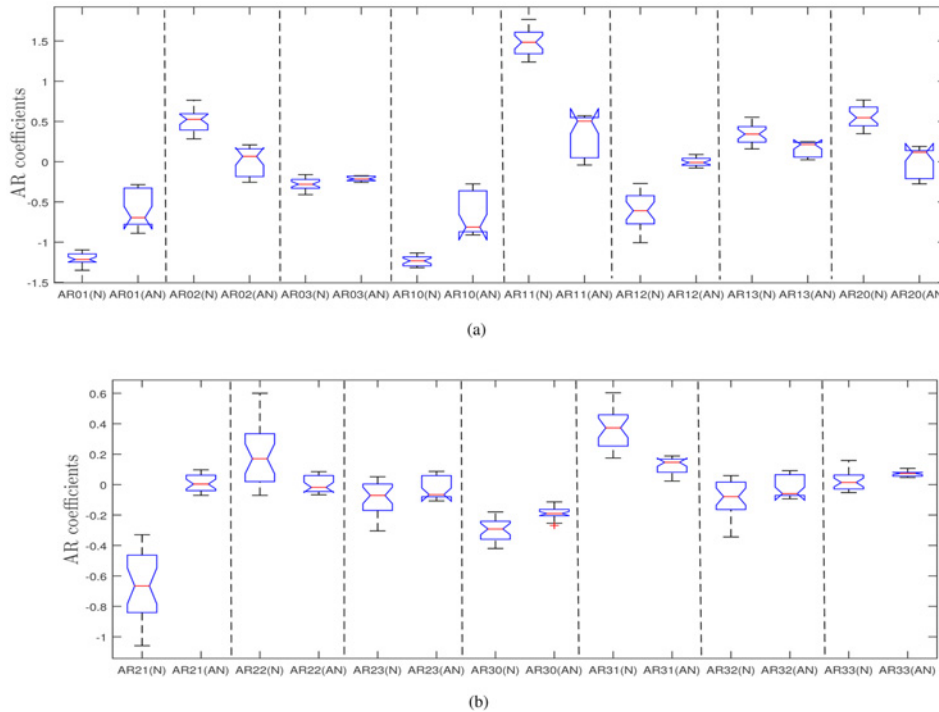 AR coefficients
1.5
1
0.5
0
-0.5
-1
-1.5
AR01(N) AR01(AN) AR02(N) AR02(AN) AR03(N) AR03(AN) AR10(N) AR10(AN) AR11(N) AR11(AN) AR12(N) AR12(AN) AR13(N) AR13(AN) AR20(N) AR20(AN)
(a)
AR coefficients
0.6
0.4
0.2
0
-0.2
-0.4
-0.6
-0.8
-1
AR21(N) AR21(AN) AR22(N) AR22(AN) AR23(N) AR23(AN) AR30(N) AR30(AN) AR31(N) AR31(AN) AR32(N) AR32(AN) AR33(N) AR33(AN)
(b)